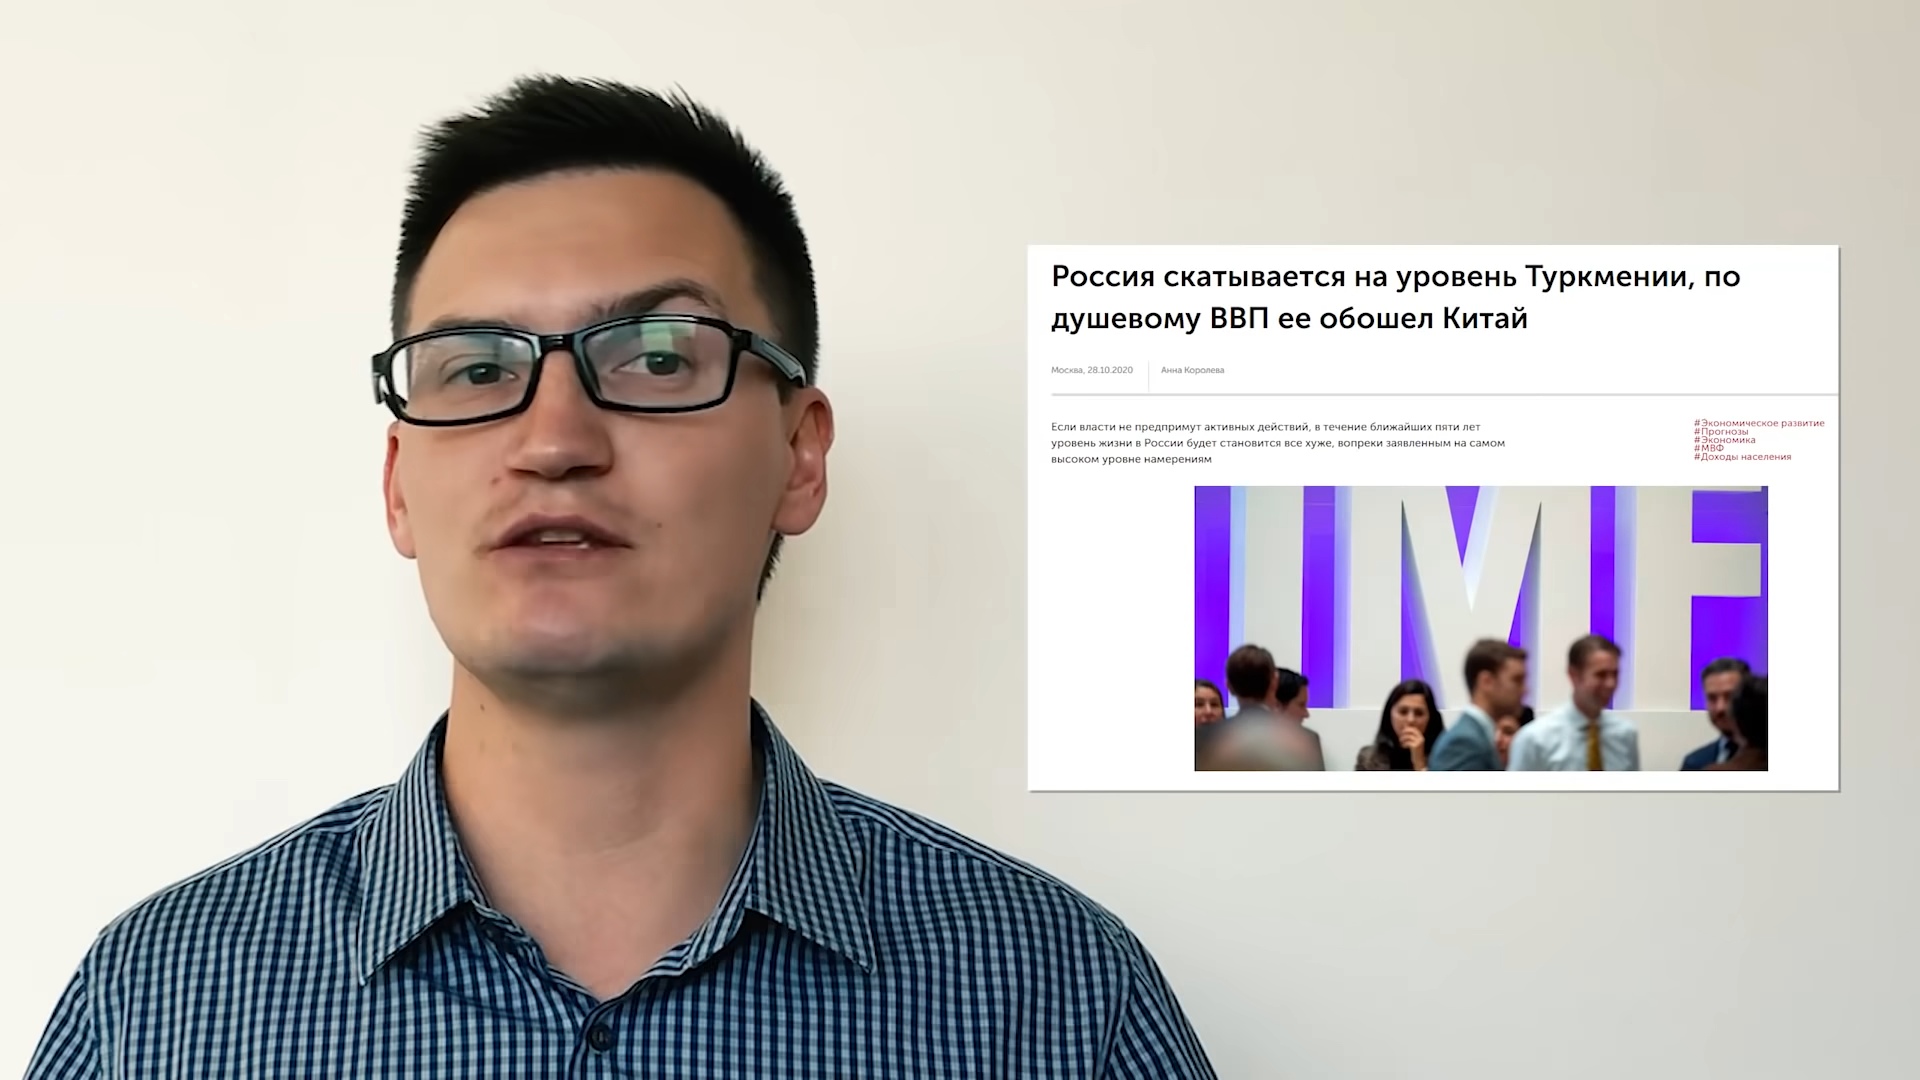 Россия скатывается на уровень Туркмении, по
душевому ВВП ее обошел Китай
Москва, 28.10.2020
Анна Королева
Если власти не предпримут активных действий, в течение ближайших пяти лет
уровень жизни в России будет становится все хуже, вопреки заявленным на самом
высоком уровне намерениям
#Экономическое развитие
#Прогнозы
#Экономика
#МВФ
#Доходы населения
IMF